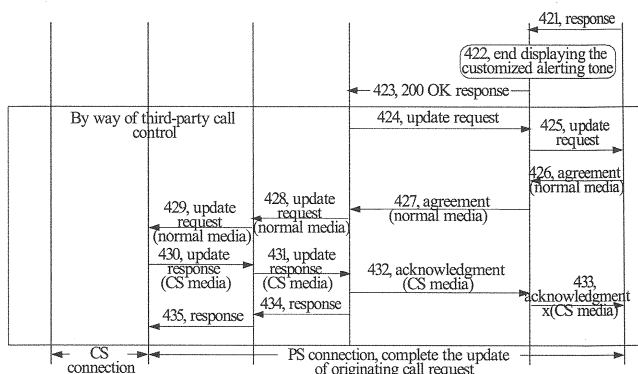 421, response
422, end displaying the
customized alerting tone
423, 200 OK response
By way of third-party call
control
424, update request
425, update
request
426, agreement
(normal media)
427, agreement
(normal media)
428, update
request
(normal media)
429, update
request
(normal media)
430, update
response
(CS media)
431, update
response
(CS media)
432, acknowledgment
(CS media)
433,
acknowledgment
x(CS media)
434, response
435, response
CS
connection
PS connection, complete the update
of originating call request